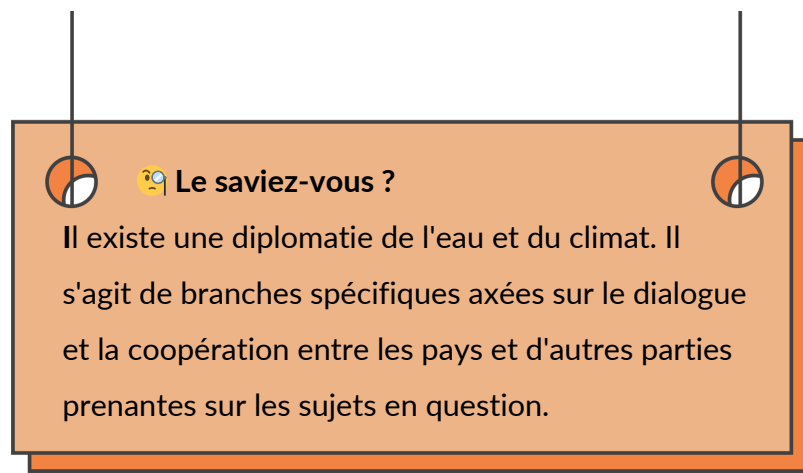 🧐 Le saviez-vous ?
Il existe une diplomatie de l'eau et du climat. Il
s'agit de branches spécifiques axées sur le dialogue
et la coopération entre les pays et d'autres parties
prenantes sur les sujets en question.